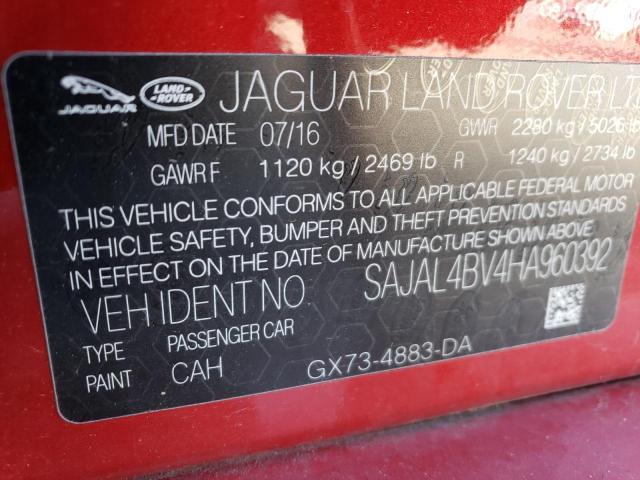 JAGUAR LAND-ROVER JAGUAR LAND ROVER
MFD DATE 07/16 GVWR 2280 kg / 5026 lb
GAWR F 1120 kg / 2469 lb R 1240 kg / 2734 lb
THIS VEHICLE CONFORMS TO ALL APPLICABLE FEDERAL MOTOR
VEHICLE SAFETY, BUMPER AND THEFT PREVENTION STANDARDS
IN EFFECT ON THE DATE OF MANUFACTURE SHOWN ABOVE.
VEH IDENT NO SAJAL4BV4HA960392
TYPE PASSENGER CAR
PAINT CAH GX73-4883-DA